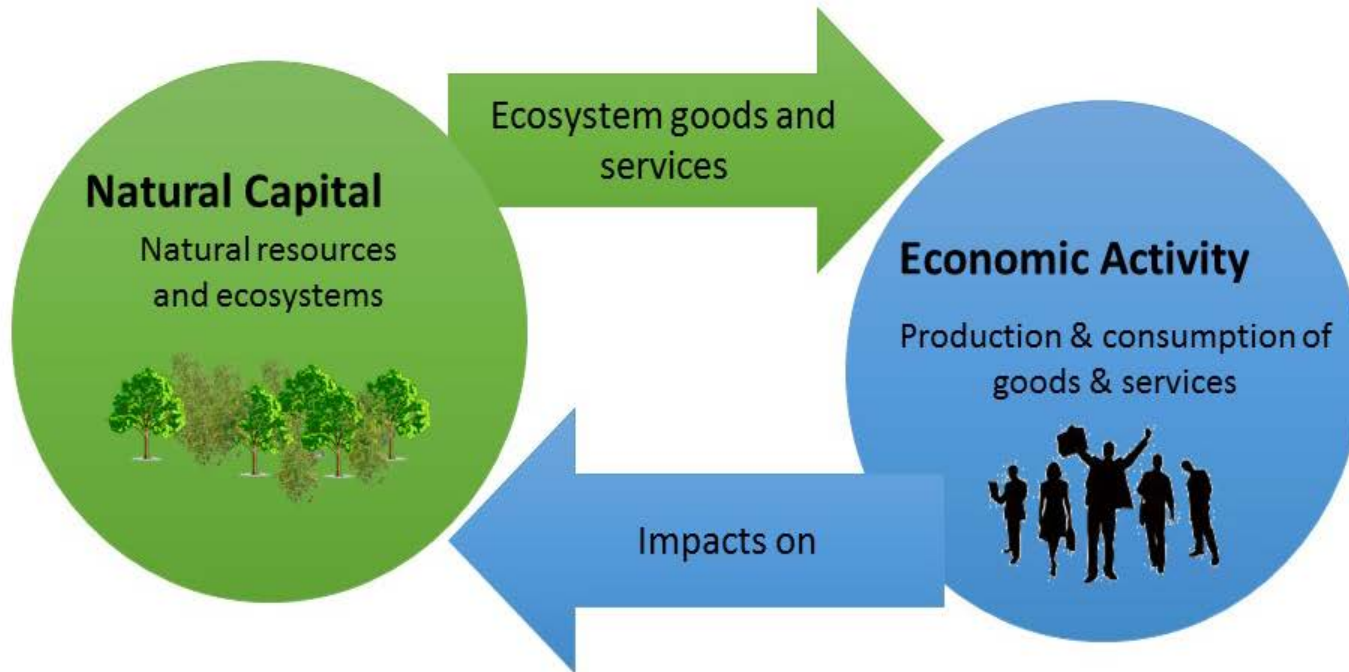 Natural Capital
Natural resources
and ecosystems
Ecosystem goods and
services
Economic Activity
Production & consumption of
goods & services
Impacts on